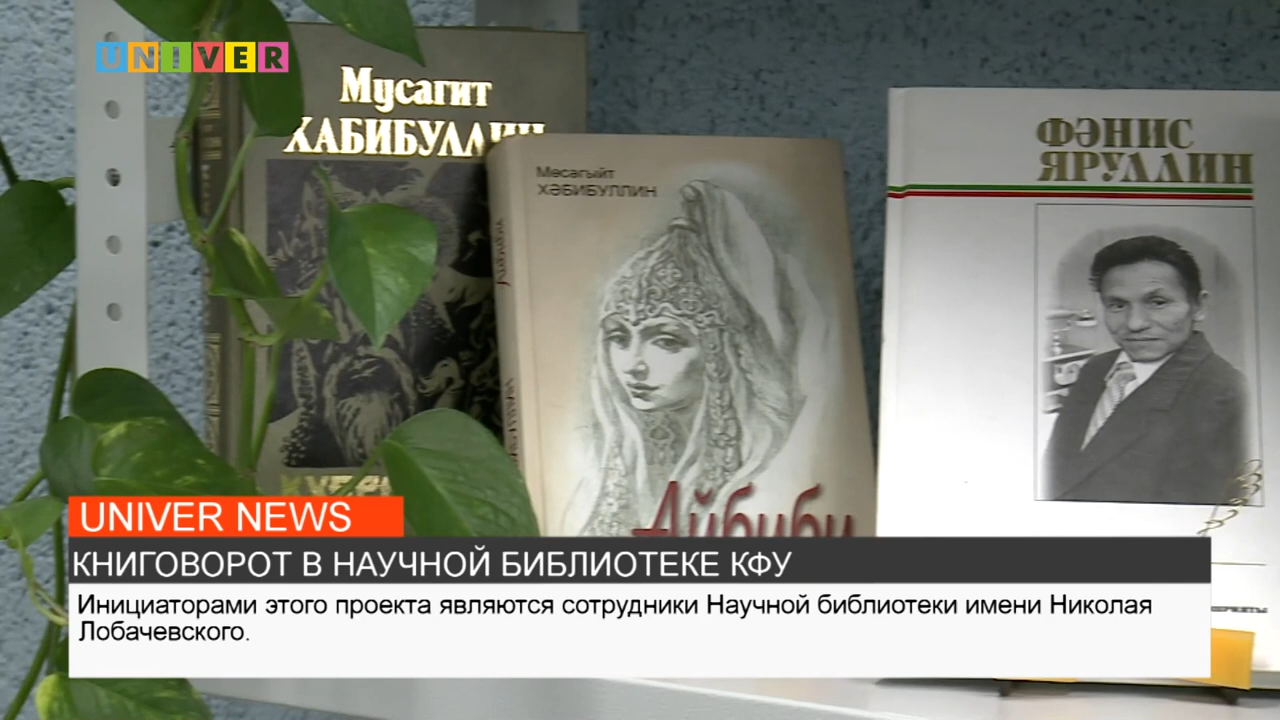 UNIVER
Мусагит
ХАБИБУЛЛИН
Мөсәгыйт
ХӘБИБУЛЛИН
Айбиби
ФӘНИС
ЯРУЛЛИН
UNIVER NEWS
КНИГОВОРОТ В НАУЧНОЙ БИБЛИОТЕКЕ КФУ
Инициаторами этого проекта являются сотрудники Научной библиотеки имени Николая
Лобачевского.